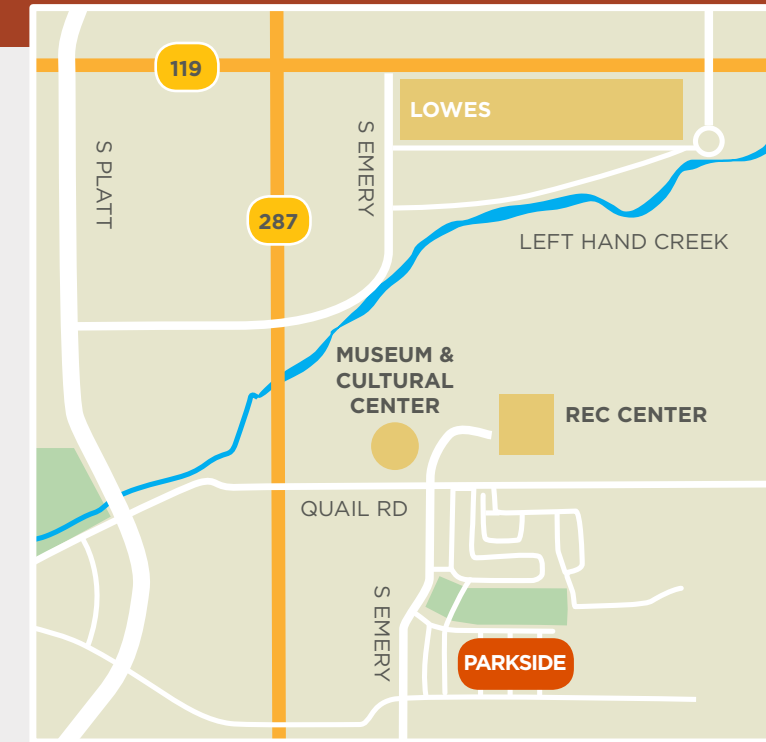 119
LOWES
S PLATT
S EMERY
287
LEFT HAND CREEK
MUSEUM &
CULTURAL
CENTER
REC CENTER
QUAIL RD
S EMERY
PARKSIDE